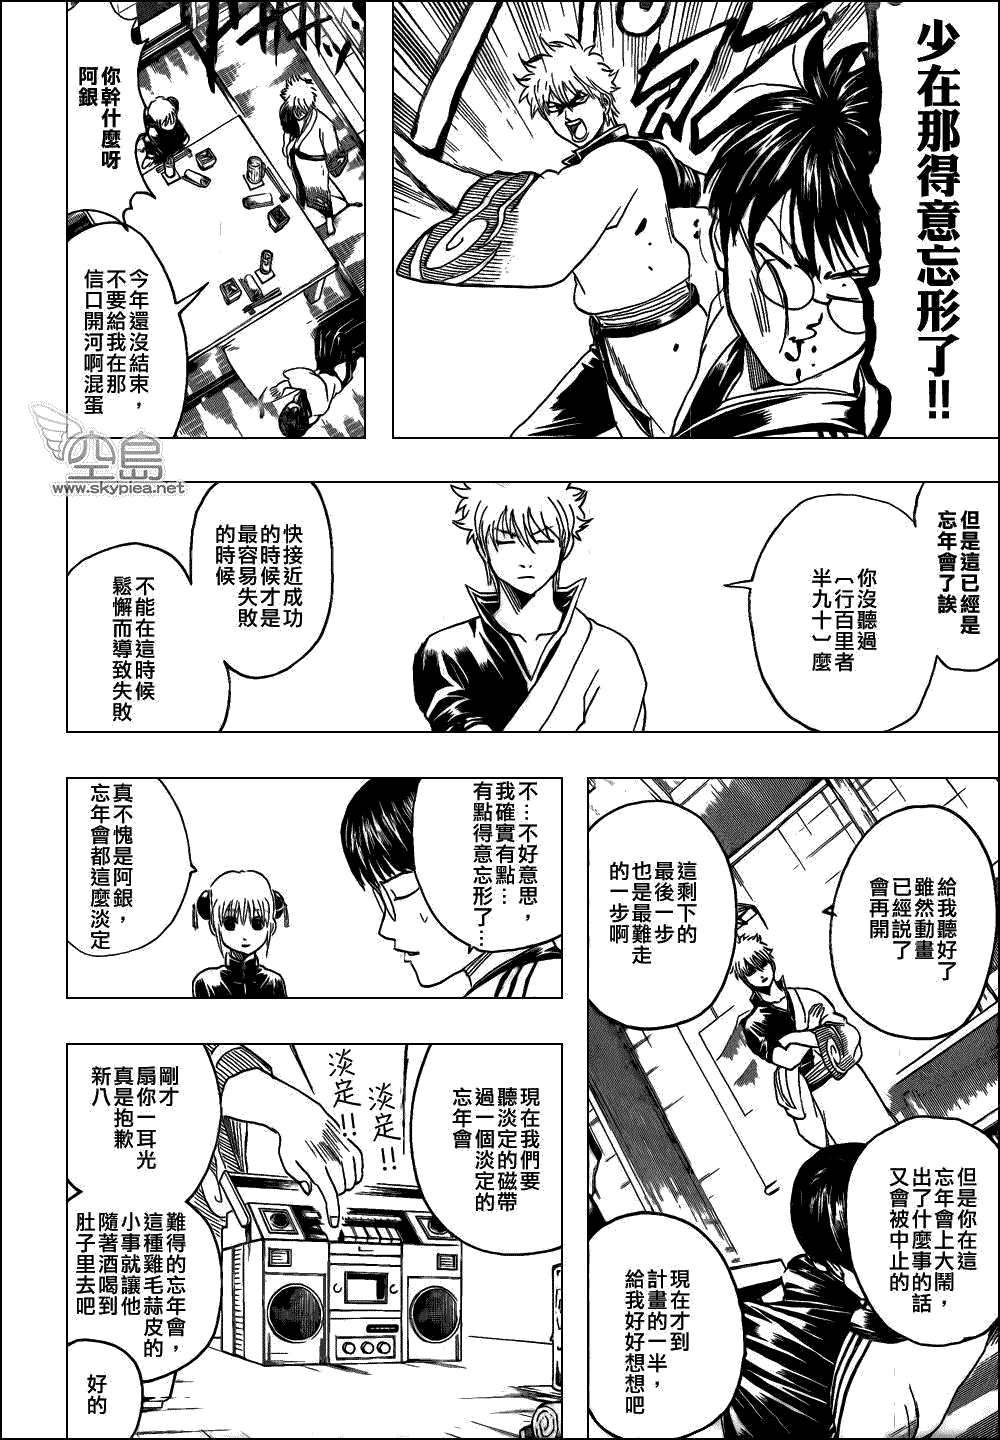 少在那得意忘形了!!
你幹什麼呀
阿銀
今年還沒結束，
不要給我在那
信口開河啊混蛋
空島
www.skypiea.net
但是這已經是
忘年會了誒
你沒聽過
〔行百里者
半九十〕麼
快接近成功
的時候才是
最容易失敗
的時候
不能在這時候
鬆懈而導致失敗
給我聽好了
雖然動畫
已經說了
會再開
這剩下的
最後一步
也是最難走
的一步啊
但是你在這
忘年會上大鬧，
出了什麼事的話
又會被中止的
現在才到
計畫的一半，
給我好好想想吧
不…不好意思，
我確實有點…
有點得意忘形了…
真不愧是阿銀，
忘年會都這麼淡定
現在我們要
聽淡定的磁帶
過一個淡定的
忘年會
淡定!!
淡定!!
剛才
扇你一耳光
真是抱歉
新八
難得的忘年會，
這種雞毛蒜皮的
小事就讓他
隨著酒喝到
肚子里去吧
好的